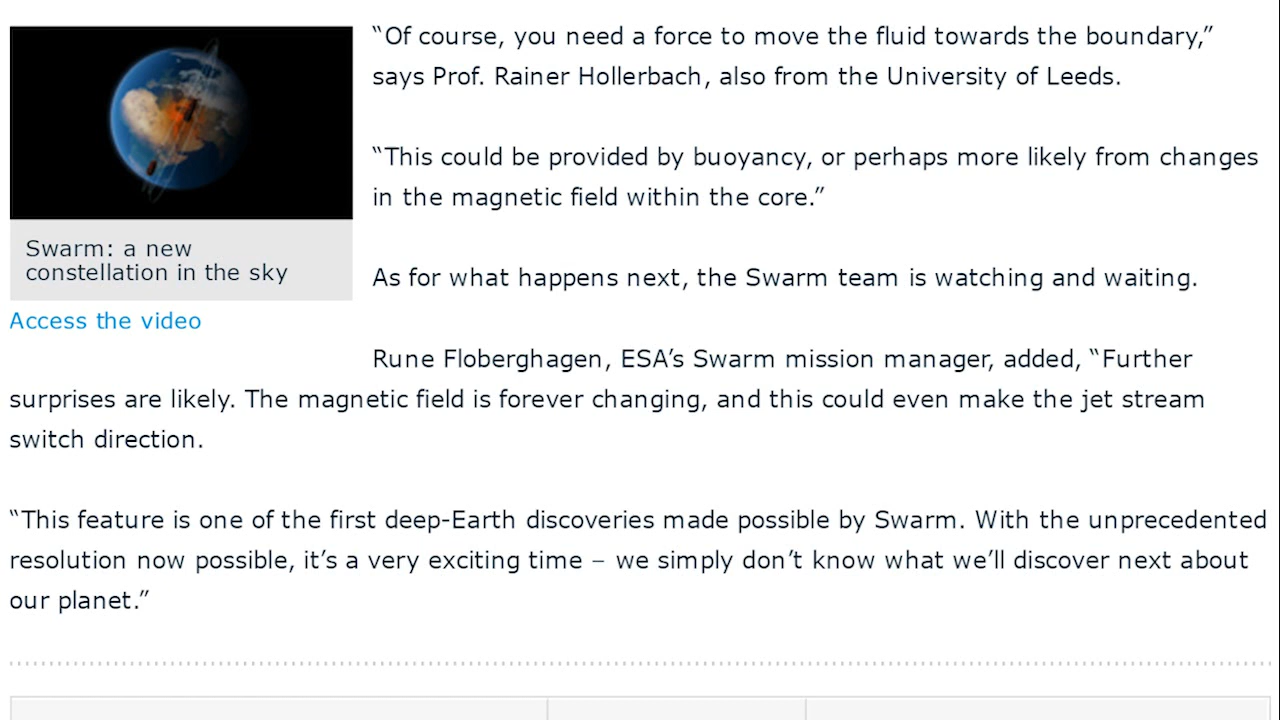 “Of course, you need a force to move the fluid towards the boundary,”
says Prof. Rainer Hollerbach, also from the University of Leeds.
“This could be provided by buoyancy, or perhaps more likely from changes
in the magnetic field within the core.”
Swarm: a new
constellation in the sky
As for what happens next, the Swarm team is watching and waiting.
Access the video
Rune Floberghagen, ESA’s Swarm mission manager, added, “Further
surprises are likely. The magnetic field is forever changing, and this could even make the jet stream
switch direction.
“This feature is one of the first deep-Earth discoveries made possible by Swarm. With the unprecedented
resolution now possible, it’s a very exciting time – we simply don’t know what we’ll discover next about
our planet.”